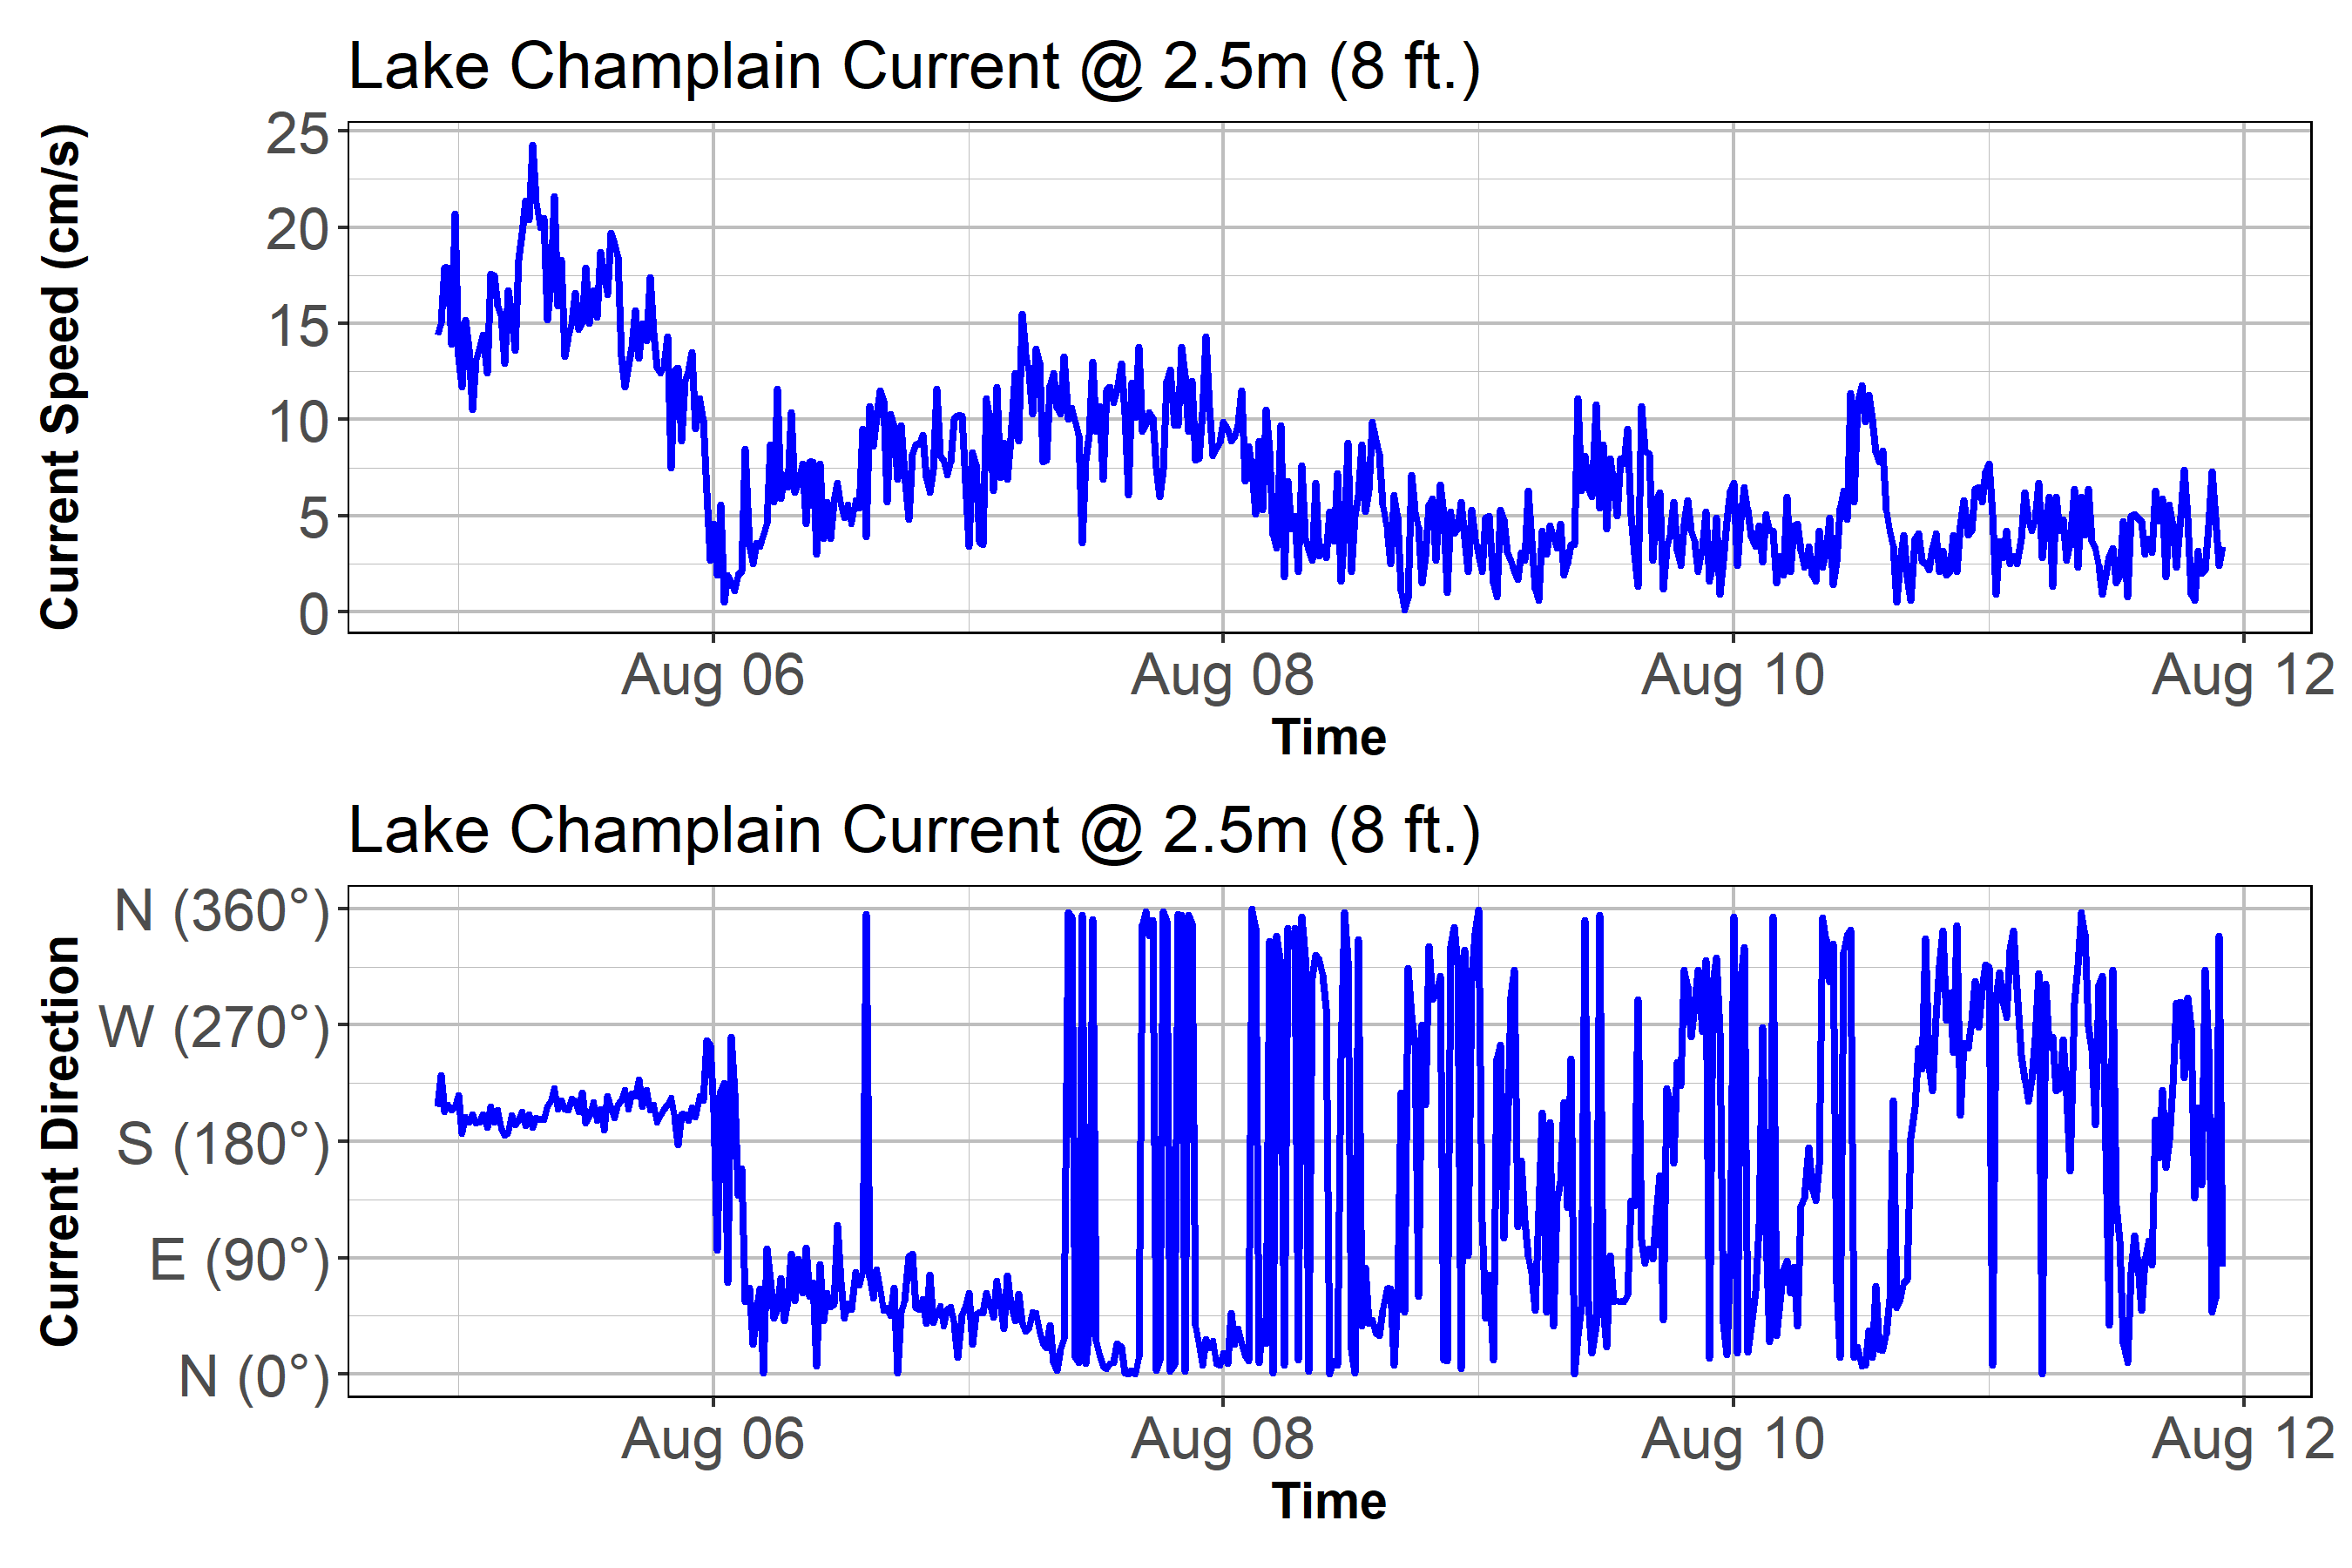 Lake Champlain Current @ 2.5m (8 ft.)
Current Speed (cm/s)
25
20
15
10
5
0
Aug 06
Aug 08
Aug 10
Aug 12
Time
Lake Champlain Current @ 2.5m (8 ft.)
Current Direction
N (360°)
W (270°)
S (180°)
E (90°)
N (0°)
Aug 06
Aug 08
Aug 10
Aug 12
Time